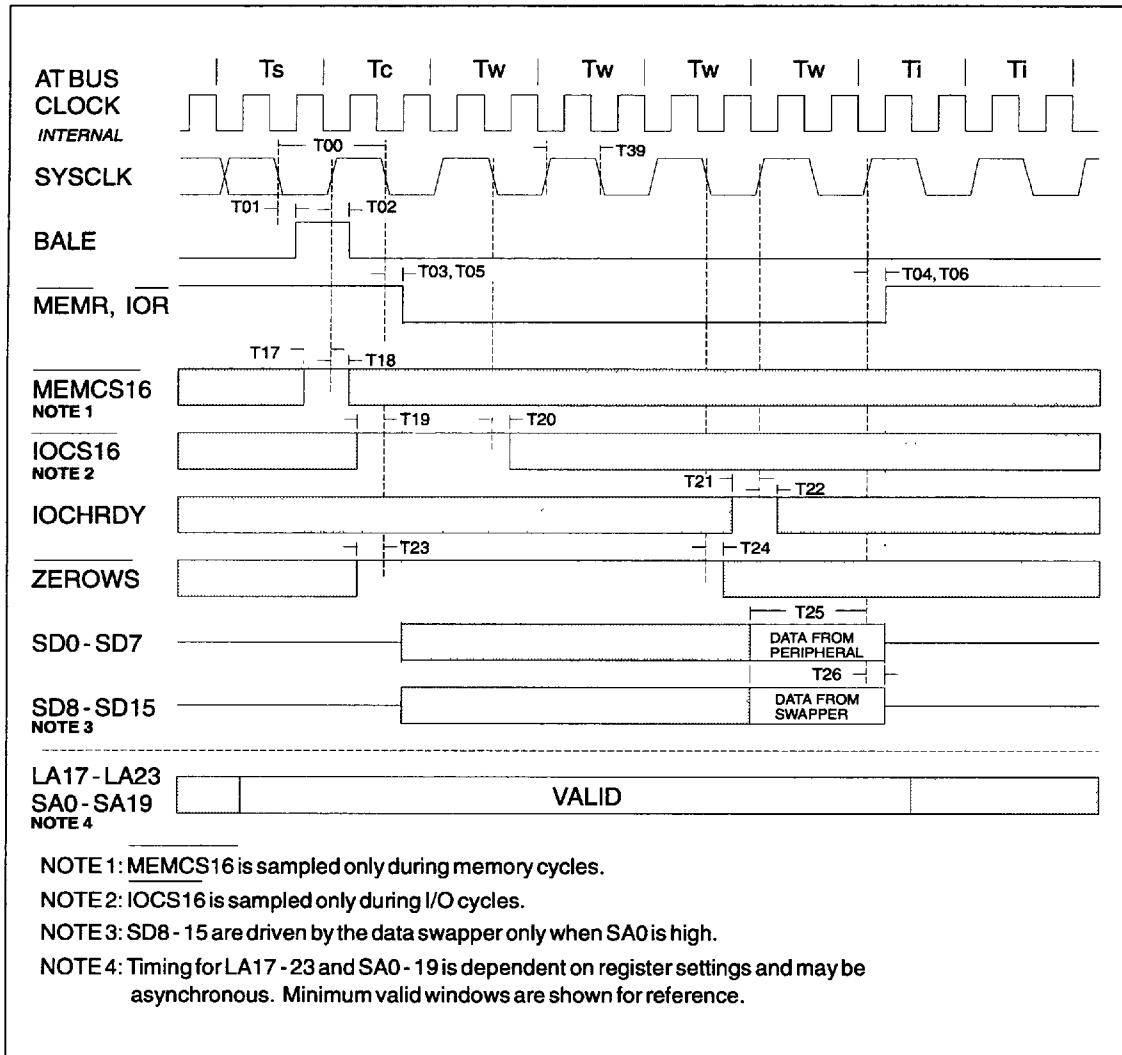 Ts Tc Tw Tw Tw Tw Ti Ti
AT BUS
CLOCK
INTERNAL
T00
T39
SYSCLK
T01
T02
BALE
T03, T05
T04, T06
MEMR, IOR
T17
T18
MEMCS16
NOTE 1
T19
T20
IOCS16
NOTE 2
T21
T22
IOCHRDY
T23
T24
ZEROWS
T25
SD0 - SD7
DATA FROM
PERIPHERAL
T26
SD8 - SD15
NOTE 3
DATA FROM
SWAPPER
LA17 - LA23
SA0 - SA19
NOTE 4
VALID
NOTE 1: MEMCS16 is sampled only during memory cycles.
NOTE 2: IOCS16 is sampled only during I/O cycles.
NOTE 3: SD8 - 15 are driven by the data swapper only when SA0 is high.
NOTE 4: Timing for LA17 - 23 and SA0 - 19 is dependent on register settings and may be
asynchronous. Minimum valid windows are shown for reference.